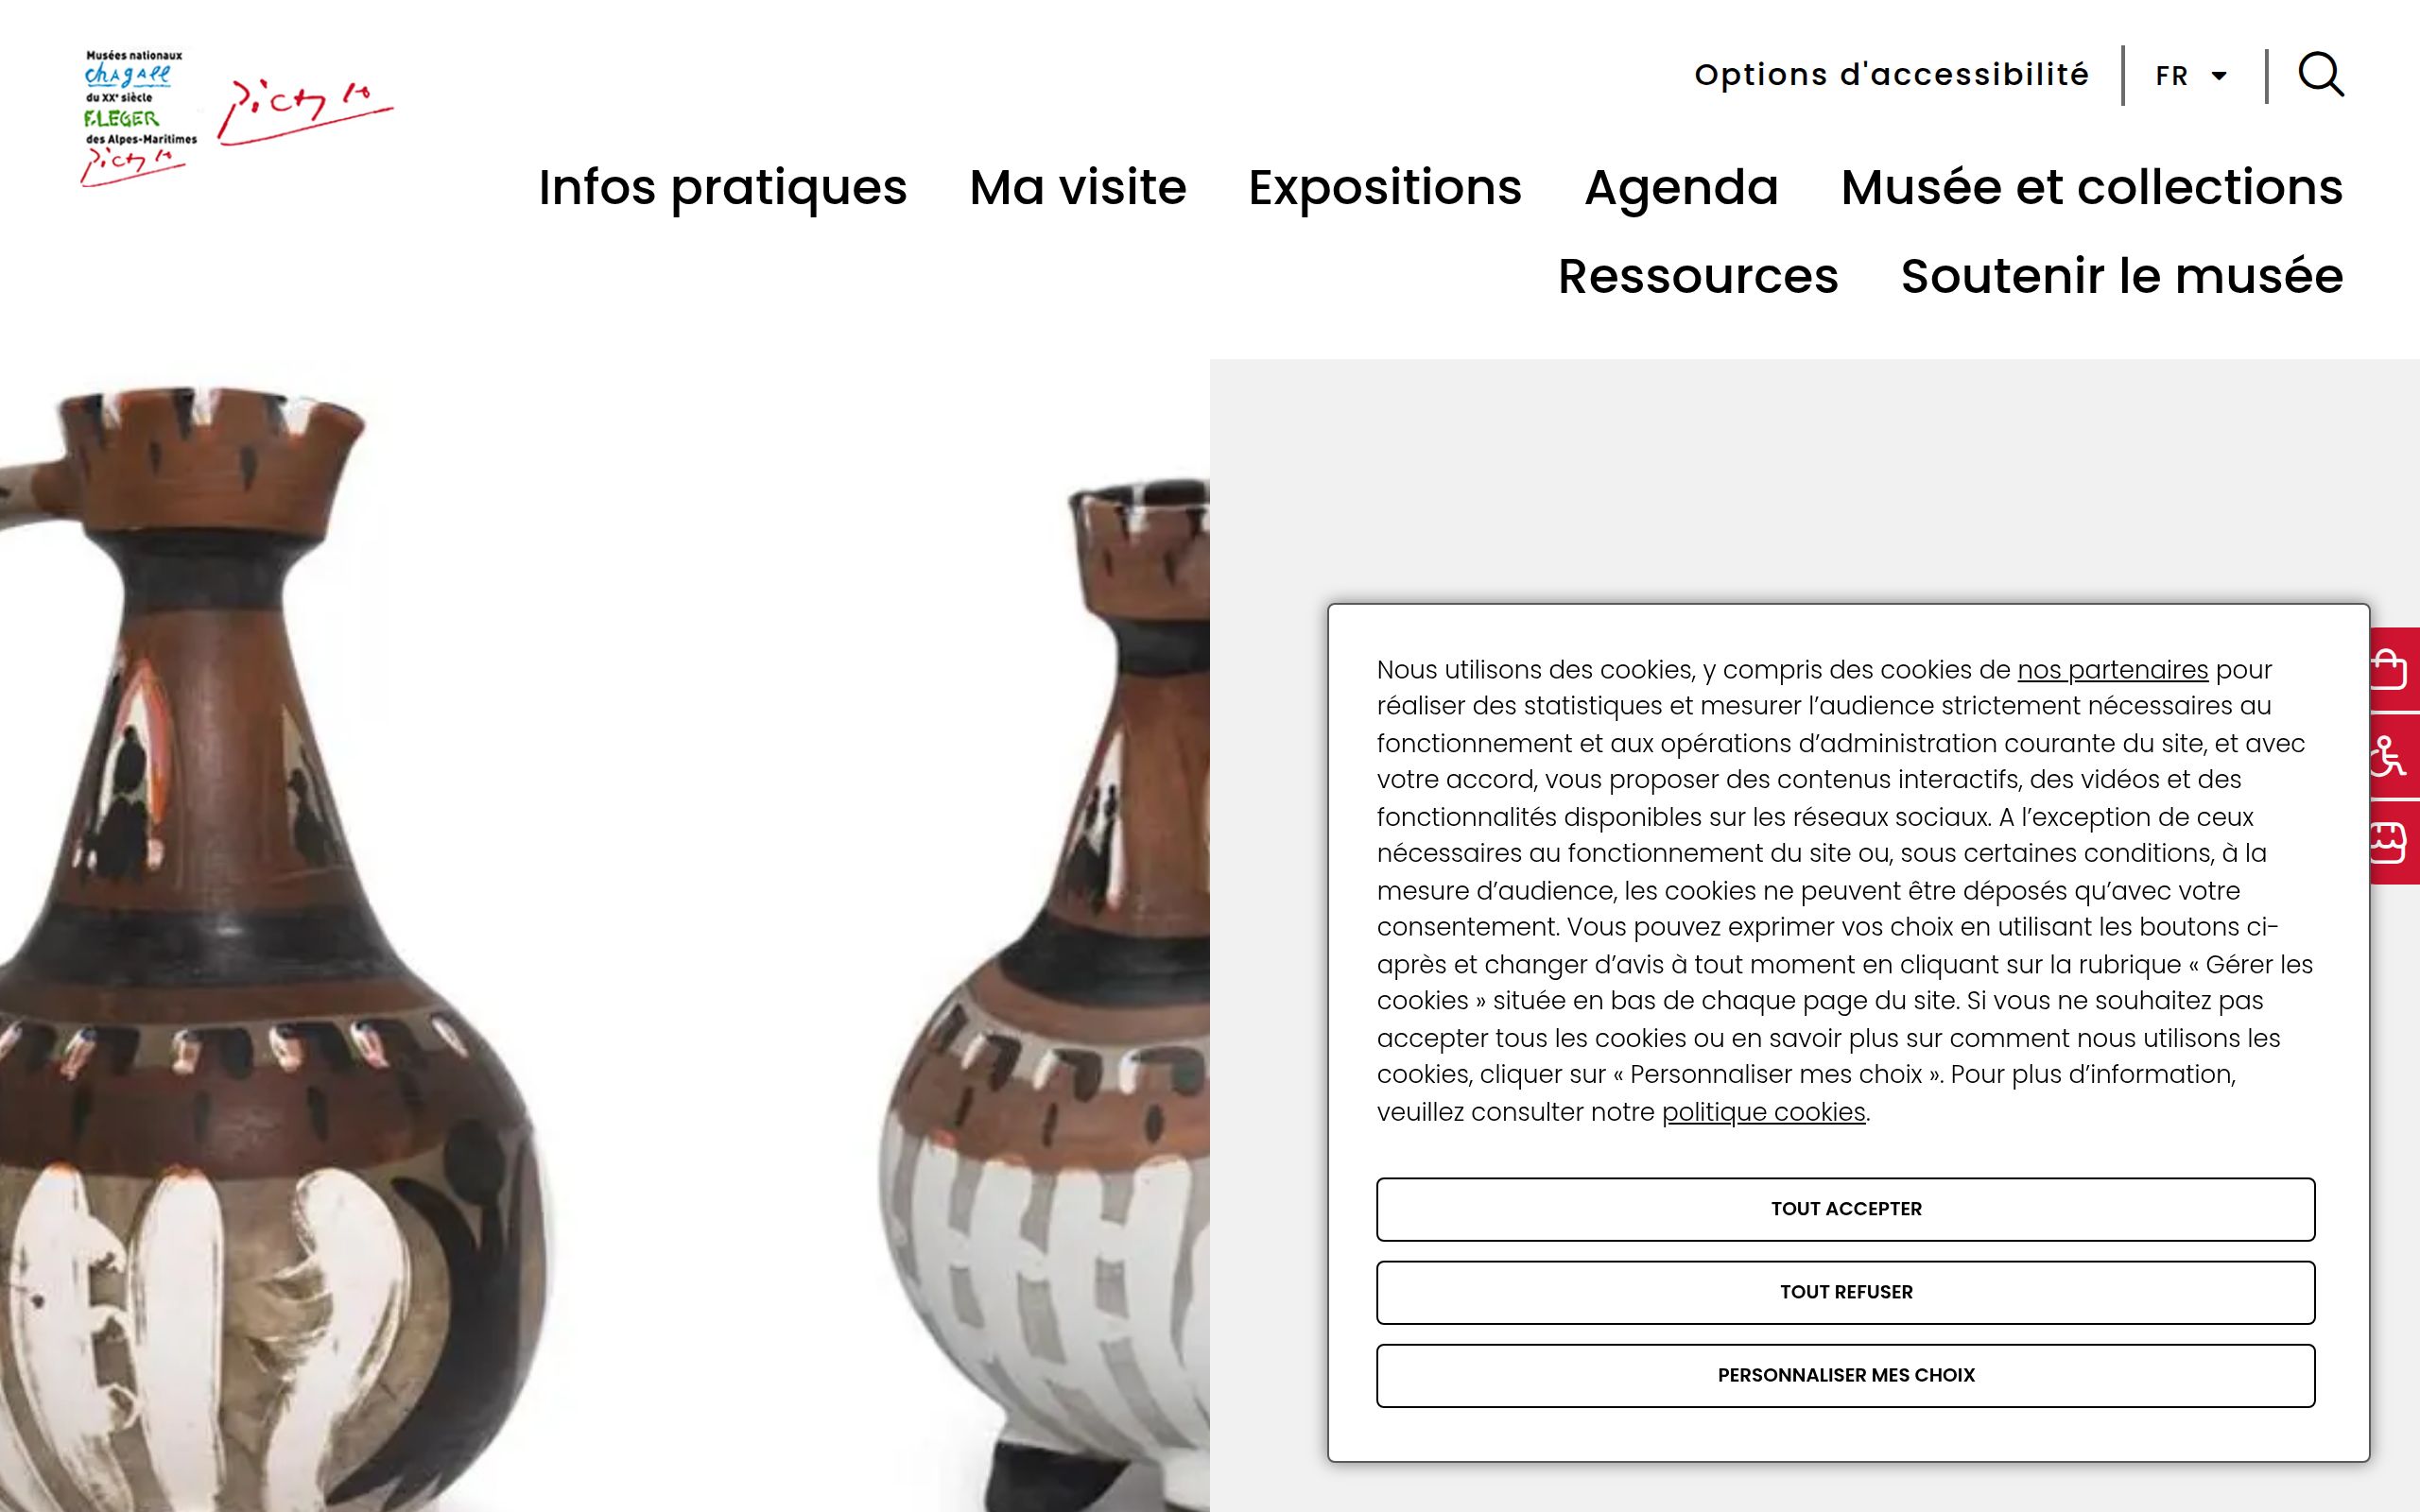 Musées nationaux
chagall
du XXe siècle
F.LEGER
des Alpes-Maritimes
Picasso
Picasso
Options d'accessibilité
FR
Infos pratiques
Ma visite
Expositions
Agenda
Musée et collections
Ressources
Soutenir le musée
Nous utilisons des cookies, y compris des cookies de nos partenaires pour
réaliser des statistiques et mesurer l’audience strictement nécessaires au
fonctionnement et aux opérations d’administration courante du site, et avec
votre accord, vous proposer des contenus interactifs, des vidéos et des
fonctionnalités disponibles sur les réseaux sociaux. A l’exception de ceux
nécessaires au fonctionnement du site ou, sous certaines conditions, à la
mesure d’audience, les cookies ne peuvent être déposés qu’avec votre
consentement. Vous pouvez exprimer vos choix en utilisant les boutons ci-
après et changer d’avis à tout moment en cliquant sur la rubrique « Gérer les
cookies » située en bas de chaque page du site. Si vous ne souhaitez pas
accepter tous les cookies ou en savoir plus sur comment nous utilisons les
cookies, cliquer sur « Personnaliser mes choix ». Pour plus d’information,
veuillez consulter notre politique cookies.
TOUT ACCEPTER
TOUT REFUSER
PERSONNALISER MES CHOIX